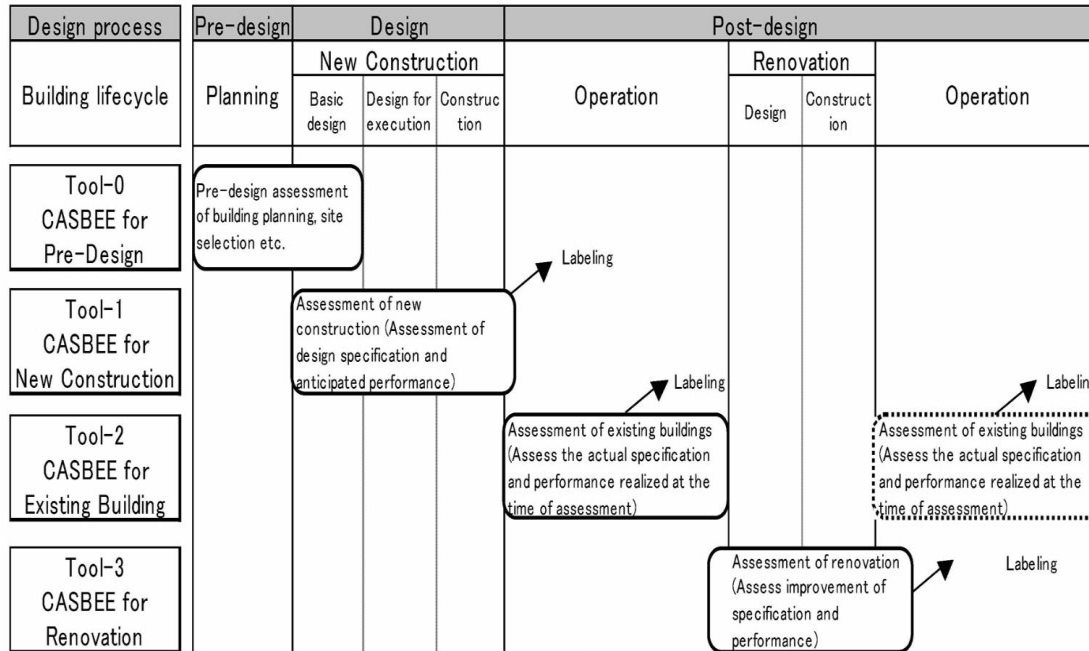 Design process
Pre-design
Design
Post-design
Building lifecycle
Planning
New Construction
Basic
design
Design for
execution
Construc
tion
Operation
Renovation
Design
Construct
ion
Operation
Tool-0
CASBEE for
Pre-Design
Pre-design assessment
of building planning, site
selection etc.
Labeling
Tool-1
CASBEE for
New Construction
Assessment of new
construction (Assessment of
design specification and
anticipated performance)
Labeling
Labelin
Tool-2
CASBEE for
Existing Building
Assessment of existing buildings
(Assess the actual specification
and performance realized at the
time of assessment)
Assessment of existing buildings
(Assess the actual specification
and performance realized at the
time of assessment)
Tool-3
CASBEE for
Renovation
Assessment of renovation
(Assess improvement of
specification and
performance)
Labeling